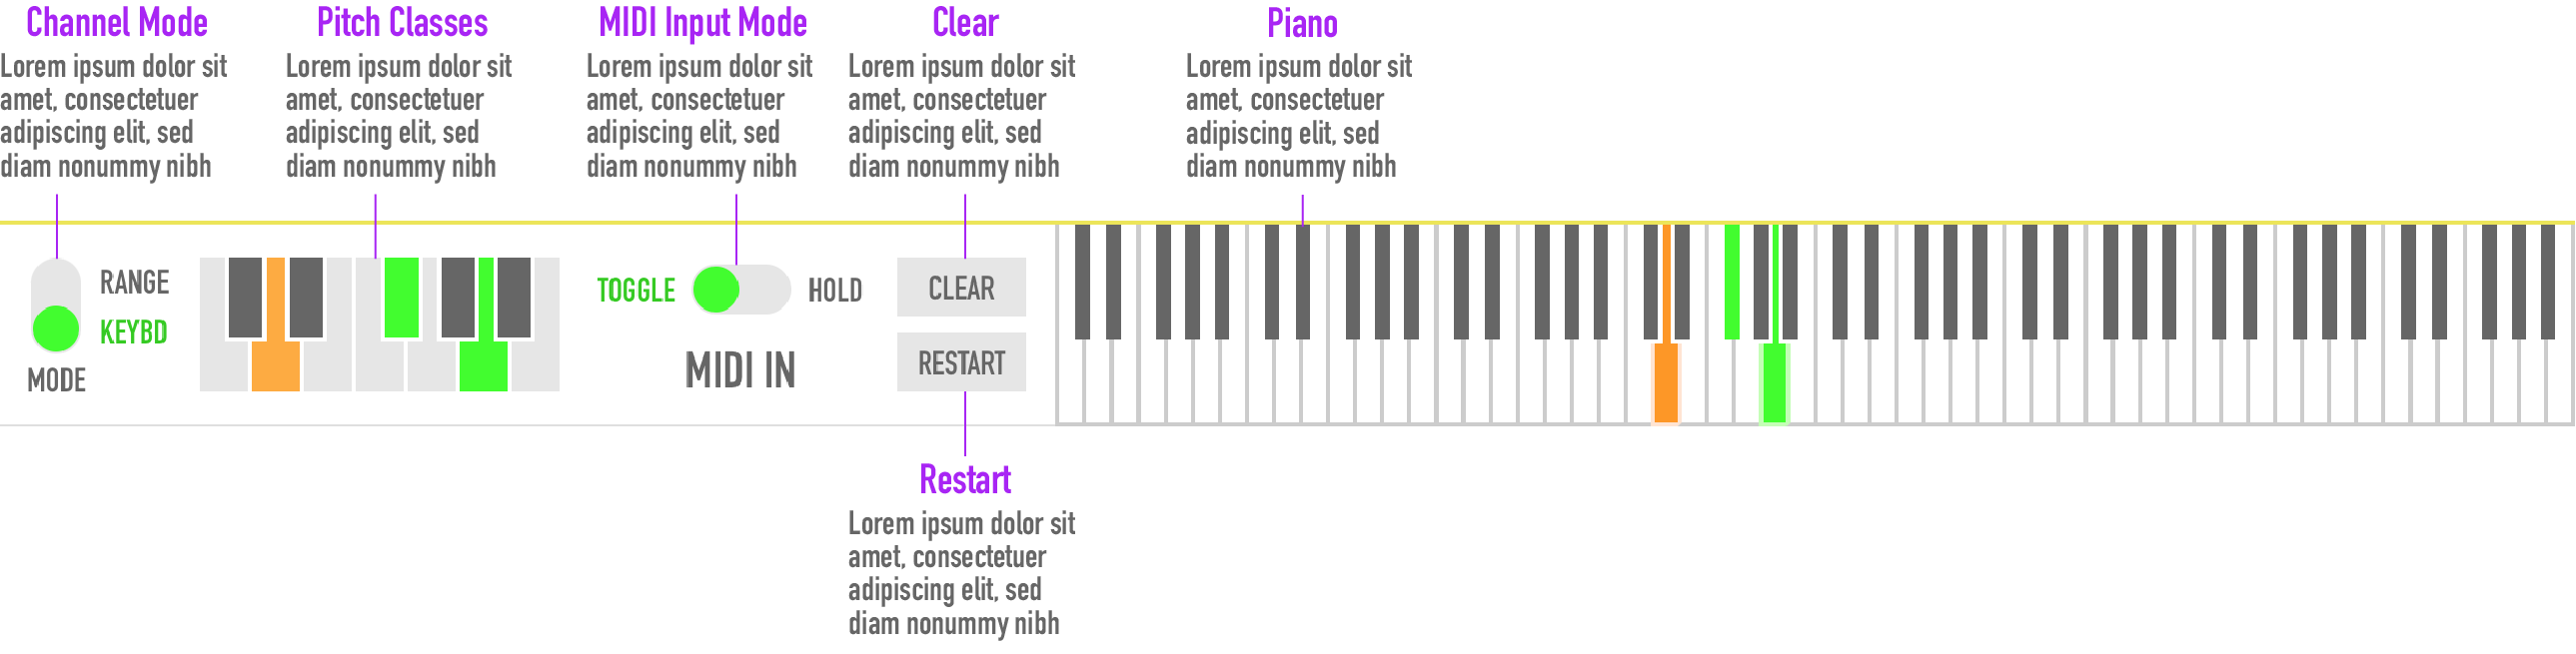 Channel Mode
Lorem ipsum dolor sit
amet, consectetuer
adipiscing elit, sed
diam nonummy nibh
Pitch Classes
Lorem ipsum dolor sit
amet, consectetuer
adipiscing elit, sed
diam nonummy nibh
MIDI Input Mode
Lorem ipsum dolor sit
amet, consectetuer
adipiscing elit, sed
diam nonummy nibh
Clear
Lorem ipsum dolor sit
amet, consectetuer
adipiscing elit, sed
diam nonummy nibh
Piano
Lorem ipsum dolor sit
amet, consectetuer
adipiscing elit, sed
diam nonummy nibh
RANGE
KEYBD
MODE
TOGGLE
HOLD
MIDI IN
CLEAR
RESTART
Restart
Lorem ipsum dolor sit
amet, consectetuer
adipiscing elit, sed
diam nonummy nibh